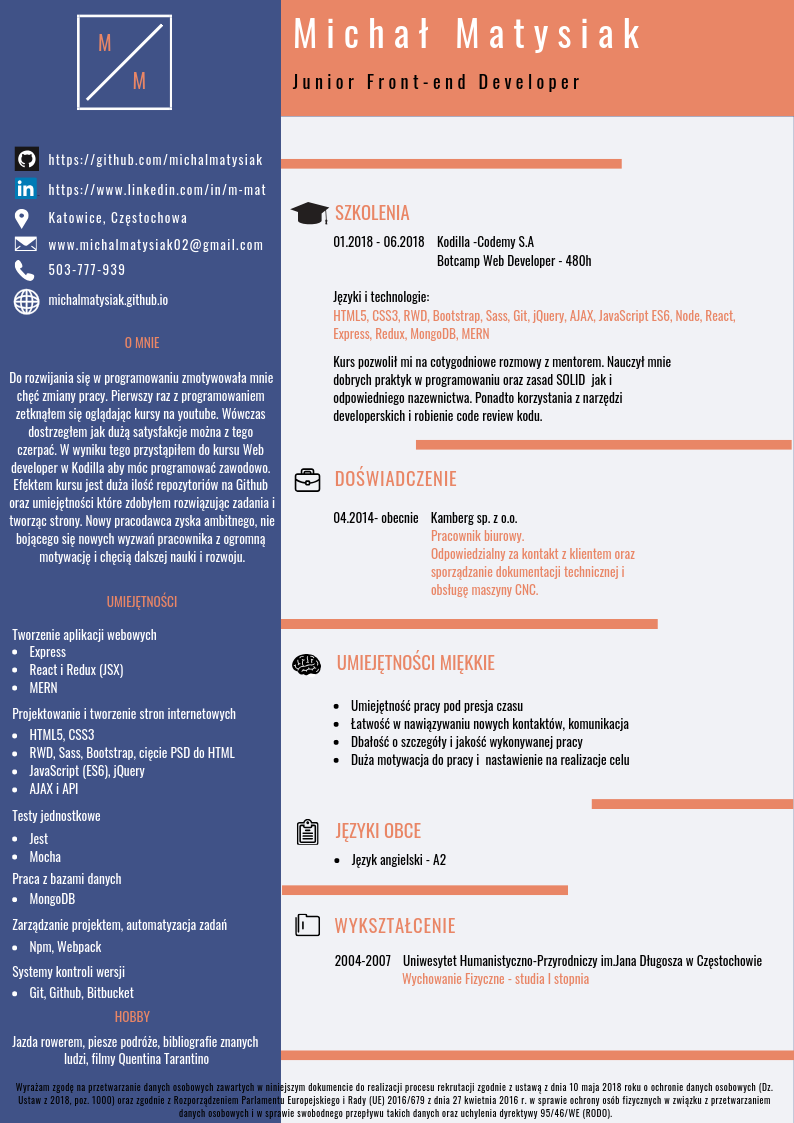 M
M
Michał Matysiak
Junior Front-end Developer
https://github.com/michalmatysiak
https://www.linkedin.com/in/m-mat
Katowice, Częstochowa
www.michalmatysiak02@gmail.com
503-777-939
michalmatysiak.github.io
O MNIE
Do rozwijania się w programowaniu zmotywowała mnie
chęć zmiany pracy. Pierwszy raz z programowaniem
zetknąłem się oglądając kursy na youtube. Wówczas
dostrzegłem jak dużą satysfakcje można z tego
czerpać. W wyniku tego przystąpiłem do kursu Web
developer w Kodilla aby móc programować zawodowo.
Efektem kursu jest duża ilość repozytoriów na Github
oraz umiejętności które zdobyłem rozwiązując zadania i
tworząc strony. Nowy pracodawca zyska ambitnego, nie
bojącego się nowych wyzwań pracownika z ogromną
motywację i chęcią dalszej nauki i rozwoju.
UMIEJĘTNOŚCI
Tworzenie aplikacji webowych
• Express
• React i Redux (JSX)
• MERN
Projektowanie i tworzenie stron internetowych
• HTML5, CSS3
• RWD, Sass, Bootstrap, cięcie PSD do HTML
• JavaScript (ES6), jQuery
• AJAX i API
Testy jednostkowe
• Jest
• Mocha
Praca z bazami danych
• MongoDB
Zarządzanie projektem, automatyzacja zadań
• Npm, Webpack
Systemy kontroli wersji
• Git, Github, Bitbucket
HOBBY
Jazda rowerem, piesze podróże, bibliografie znanych
ludzi, filmy Quentina Tarantino
SZKOLENIA
01.2018 - 06.2018 Kodilla -Codemy S.A
Botcamp Web Developer - 480h
Języki i technologie:
HTML5, CSS3, RWD, Bootstrap, Sass, Git, jQuery, AJAX, JavaScript ES6, Node, React,
Express, Redux, MongoDB, MERN
Kurs pozwolił mi na cotygodniowe rozmowy z mentorem. Nauczył mnie
dobrych praktyk w programowaniu oraz zasad SOLID jak i
odpowiedniego nazewnictwa. Ponadto korzystania z narzędzi
developerskich i robienie code review kodu.
DOŚWIADCZENIE
04.2014- obecnie Kamberg sp. z o.o.
Pracownik biurowy.
Odpowiedzialny za kontakt z klientem oraz
sporządzanie dokumentacji technicznej i
obsługę maszyny CNC.
UMIEJĘTNOŚCI MIĘKKIE
• Umiejętność pracy pod presja czasu
• Łatwość w nawiązywaniu nowych kontaktów, komunikacja
• Dbałość o szczegóły i jakość wykonywanej pracy
• Duża motywacja do pracy i nastawienie na realizacje celu
JĘZYKI OBCE
• Język angielski - A2
WYKSZTAŁCENIE
2004-2007 Uniwesytet Humanistyczno-Przyrodniczy im.Jana Długosza w Częstochowie
Wychowanie Fizyczne - studia I stopnia
Wyrażam zgodę na przetwarzanie danych osobowych zawartych w niniejszym dokumencie do realizacji procesu rekrutacji zgodnie z ustawą z dnia 10 maja 2018 roku o ochronie danych osobowych (Dz.
Ustaw z 2018, poz. 1000) oraz zgodnie z Rozporządzeniem Parlamentu Europejskiego i Rady (UE) 2016/679 z dnia 27 kwietnia 2016 r. w sprawie ochrony osób fizycznych w związku z przetwarzaniem
danych osobowych i w sprawie swobodnego przepływu takich danych oraz uchylenia dyrektywy 95/46/WE (RODO).